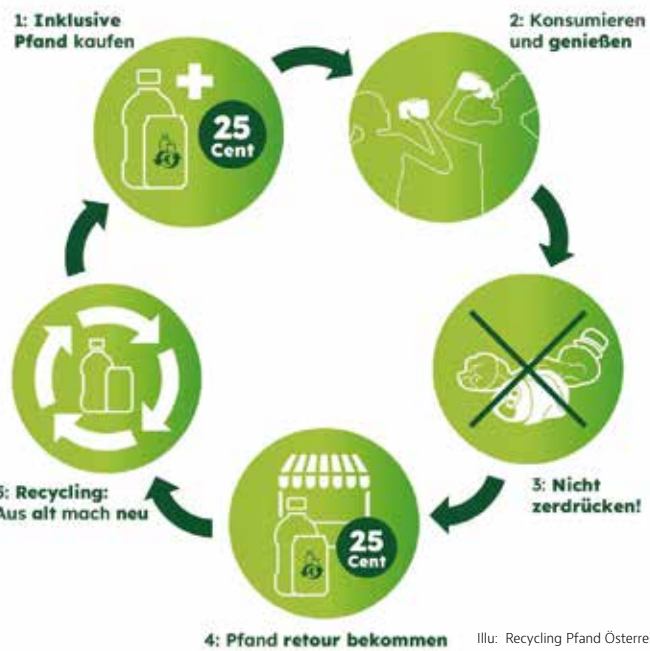 1: Inklusive
Pfand kaufen
25
Cent
2: Konsumieren
und genießen
3: Nicht
zerdrücken!
4: Pfand retour bekommen
25
Cent
5: Recycling:
Aus alt mach neu
Illu: Recycling Pfand Österre